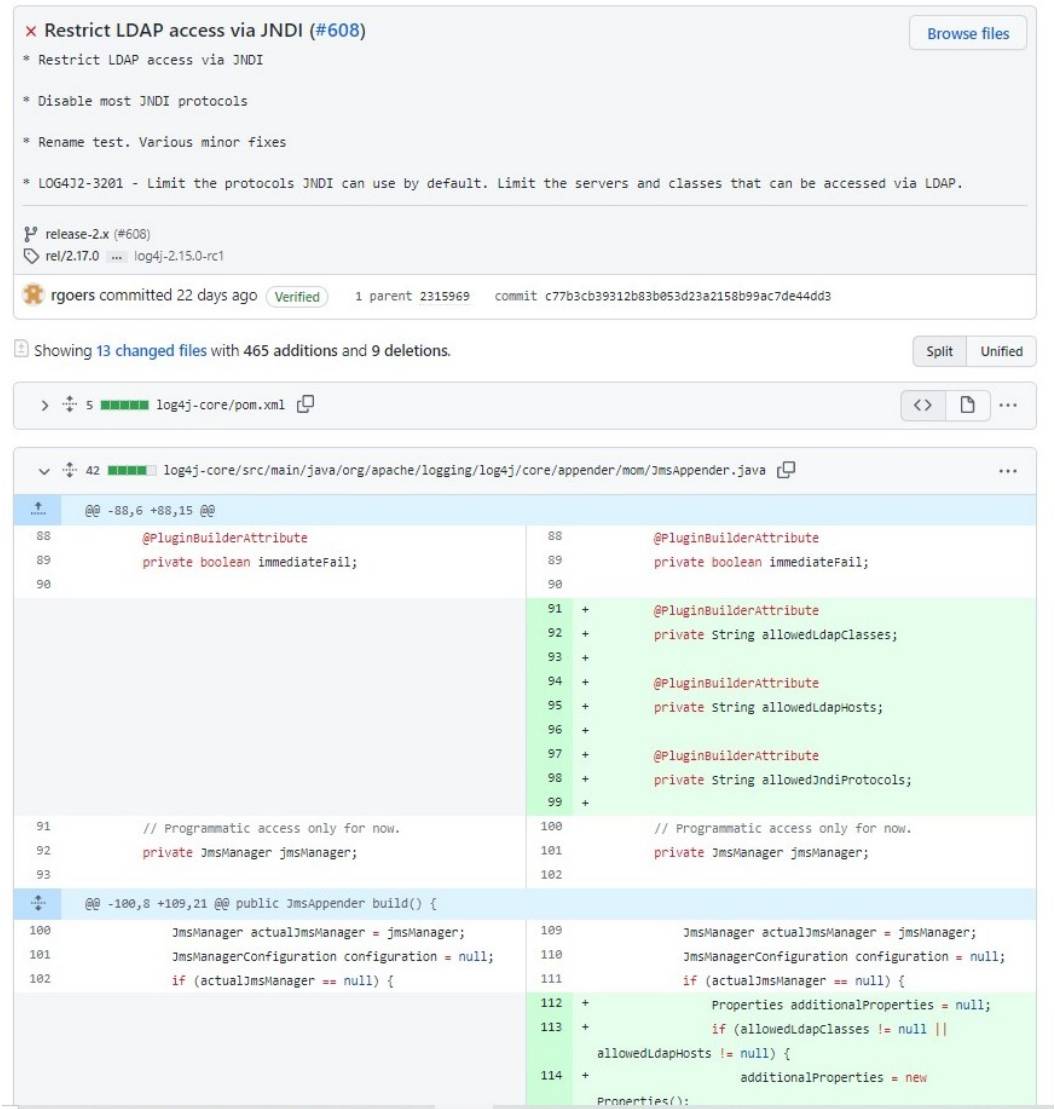 × Restrict LDAP access via JNDI (#608)
Browse files
* Restrict LDAP access via JNDI
* Disable most JNDI protocols
* Rename test. Various minor fixes
* LOG4J2-3201 - Limit the protocols JNDI can use by default. Limit the servers and classes that can be accessed via LDAP.
release-2.x (#608)
rel/2.17.0 ... log4j-2.15.0-rc1
rgoers committed 22 days ago Verified 1 parent 2315969 commit c77b3cb39312b83b053d23a2158b99ac7de44dd3
Showing 13 changed files with 465 additions and 9 deletions.
Split Unified
5 log4j-core/pom.xml
42 log4j-core/src/main/java/org/apache/logging/log4j/core/appender/mom/JmsAppender.java
@@ -88,6 +88,15 @@
88 @PluginBuilderAttribute 88 @PluginBuilderAttribute
89 private boolean immediateFail; 89 private boolean immediateFail;
90 90
91 + @PluginBuilderAttribute
92 + private String allowedLdapClasses;
93 +
94 + @PluginBuilderAttribute
95 + private String allowedLdapHosts;
96 +
97 + @PluginBuilderAttribute
98 + private String allowedJndiProtocols;
99 +
91 // Programmatic access only for now. 100 // Programmatic access only for now.
92 private JmsManager jmsManager; 101 private JmsManager jmsManager;
93 102
@@ -100,8 +109,21 @@ public JmsAppender build() {
100 JmsManager actualJmsManager = jmsManager; 109 JmsManager actualJmsManager = jmsManager;
101 JmsManagerConfiguration configuration = null; 110 JmsManagerConfiguration configuration = null;
102 if (actualJmsManager == null) { 111 if (actualJmsManager == null) {
112 + Properties additionalProperties = null;
113 + if (allowedLdapClasses != null ||
allowedLdapHosts != null) {
114 + additionalProperties = new
Properties();